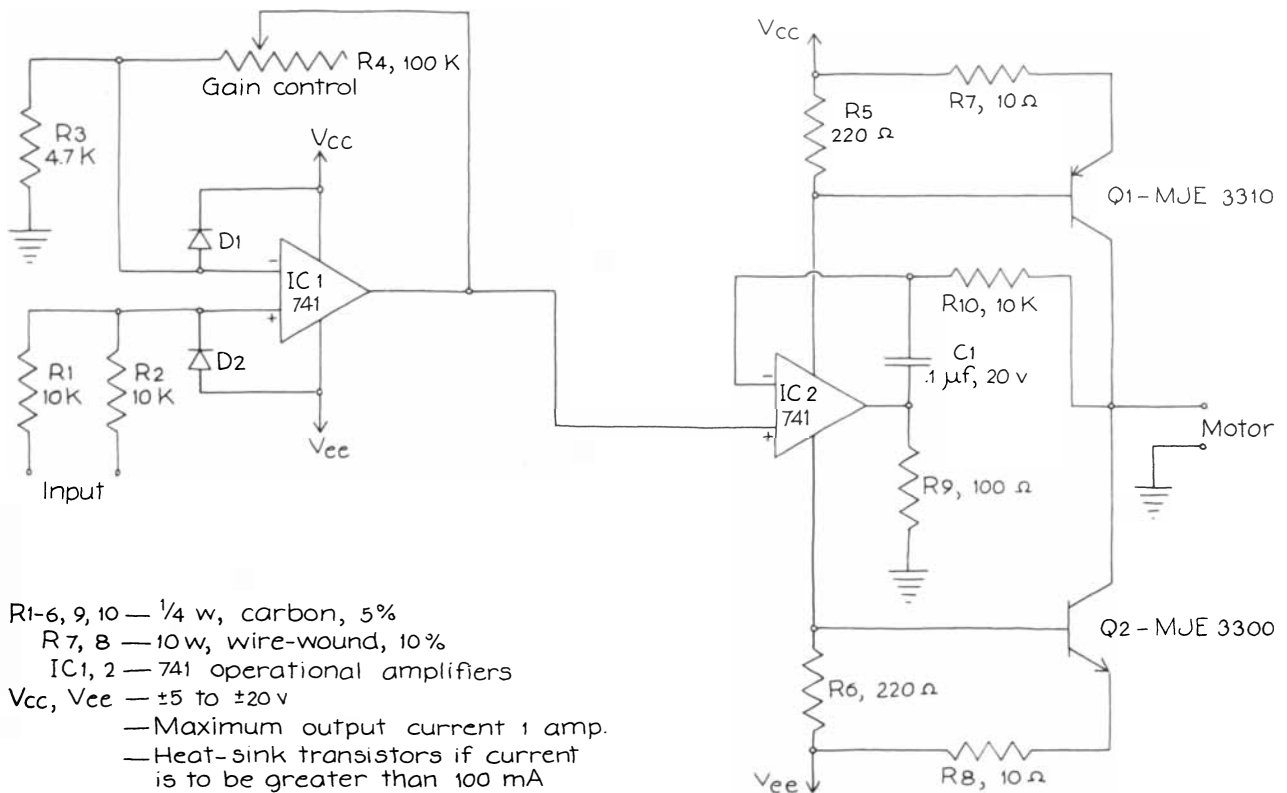 Vcc
R4, 100 K
Gain control
R7, 10 Ω
R5
220 Ω
R3
4.7 K
Vcc
Q1 – MJE 3310
D1
−
IC 1
741
+
R10, 10 K
D2
R1
10K
R2
10K
C1
.1 µf, 20 v
−
IC 2
741
+
Vee
Motor
Input
R9, 100 Ω
R1-6, 9, 10 — 1/4 w, carbon, 5%
R 7, 8 — 10 w, wire-wound, 10%
IC1, 2 — 741 operational amplifiers
Vcc, Vee — ±5 to ±20 v
— Maximum output current 1 amp.
— Heat-sink transistors if current
is to be greater than 100 mA
Q2 – MJE 3300
R6, 220 Ω
Vee
R8, 10 Ω